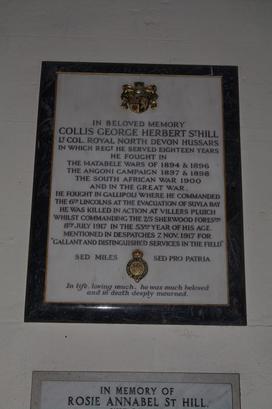 IN BELOVED MEMORY
COLLIS GEORGE HERBERT ST HILL
LT COL. ROYAL NORTH DEVON HUSSARS
IN WHICH REGT HE SERVED EIGHTEEN YEARS
HE FOUGHT IN
THE MATABELE WARS OF 1894 & 1896
THE ANGONI CAMPAIGN 1897 & 1898
THE SOUTH AFRICAN WAR 1900
AND IN THE GREAT WAR.
HE FOUGHT IN GALLIPOLI WHERE HE COMMANDED
THE 6TH LINCOLNS AT THE EVACUATION OF SUVLA BAY
HE WAS KILLED IN ACTION AT VILLERS PLUICH
WHILST COMMANDING THE 2/5 SHERWOOD FORESTRS
8TH JULY 1917 IN THE 53RD YEAR OF HIS AGE.
MENTIONED IN DESPATCHES 7 NOV. 1917 FOR
"GALLANT AND DISTINGUISHED SERVICES IN THE FIELD"
SED MILES SED PRO PATRIA
In life, loving much, he was much beloved
and in death deeply mourned.
IN MEMORY OF
ROSIE ANNABEL ST HILL